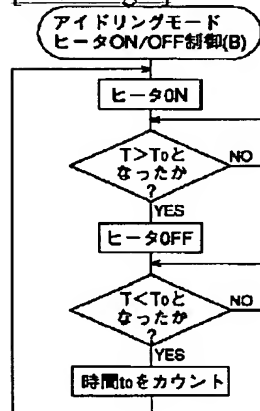 アイドリングモード
ヒータON/OFF制御(B)
ヒータON
T>Toと
なったか
?
NO
YES
ヒータOFF
T<Toと
なったか
?
NO
YES
時間toをカウント